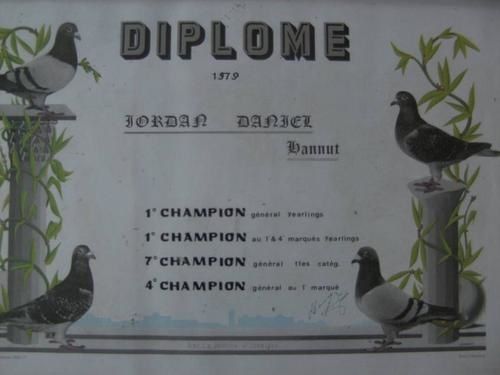 DIPLOME
1979
JORDAN DANIEL
Hannut
1° CHAMPION général Yearlings
1° CHAMPION au 1° & 4° marqués Yearlings
7° CHAMPION général ttes catég.
4° CHAMPION général au 1° marqué